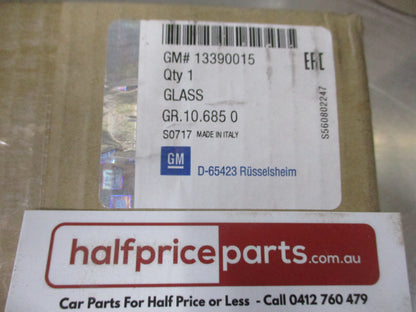 GM# 13390015
EAC
Qty 1
GLASS
GR.10.685 0
S0717 MADE IN ITALY
S560802247
GM
D-65423 Rüsselsheim
halfpriceparts.com.au
Car Parts For Half Price or Less - Call 0412 760 479